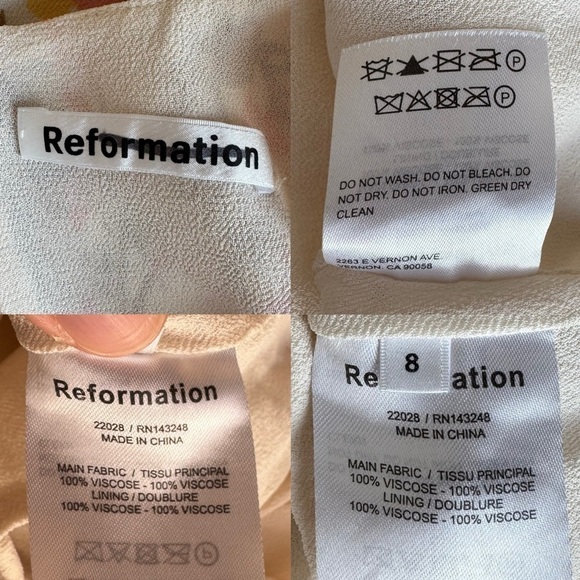 Reformation
P
P
DO NOT WASH. DO NOT BLEACH. DO
NOT DRY. DO NOT IRON. GREEN DRY
CLEAN
2263 E VERNON AVE.
VERNON, CA 90058
Reformation
22028 / RN143248
MADE IN CHINA
MAIN FABRIC / TISSU PRINCIPAL
100% VISCOSE - 100% VISCOSE
LINING / DOUBLURE
100% VISCOSE - 100% VISCOSE
P
8
Re ation
22028 / RN143248
MADE IN CHINA
MAIN FABRIC / TISSU PRINCIPAL
100% VISCOSE - 100% VISCOSE
LINING / DOUBLURE
100% VISCOSE - 100% VISCOSE